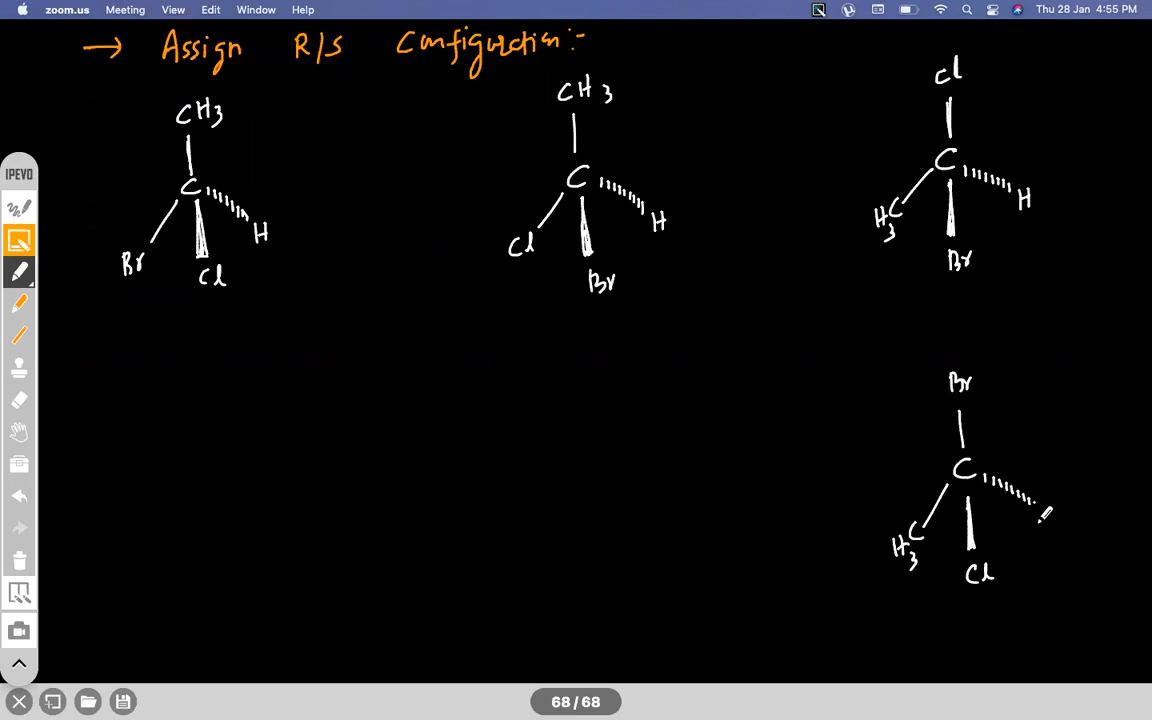 zoom.us Meeting View Edit Window Help Thu 28 Jan 4:55 PM
→ Assign R/S Configuration:-
CH3
C
H
Br
Cl
CH3
C
H
Cl
Br
Cl
C
H3C
H
Br
Br
C
H3C
Cl
IPEVO
68/68